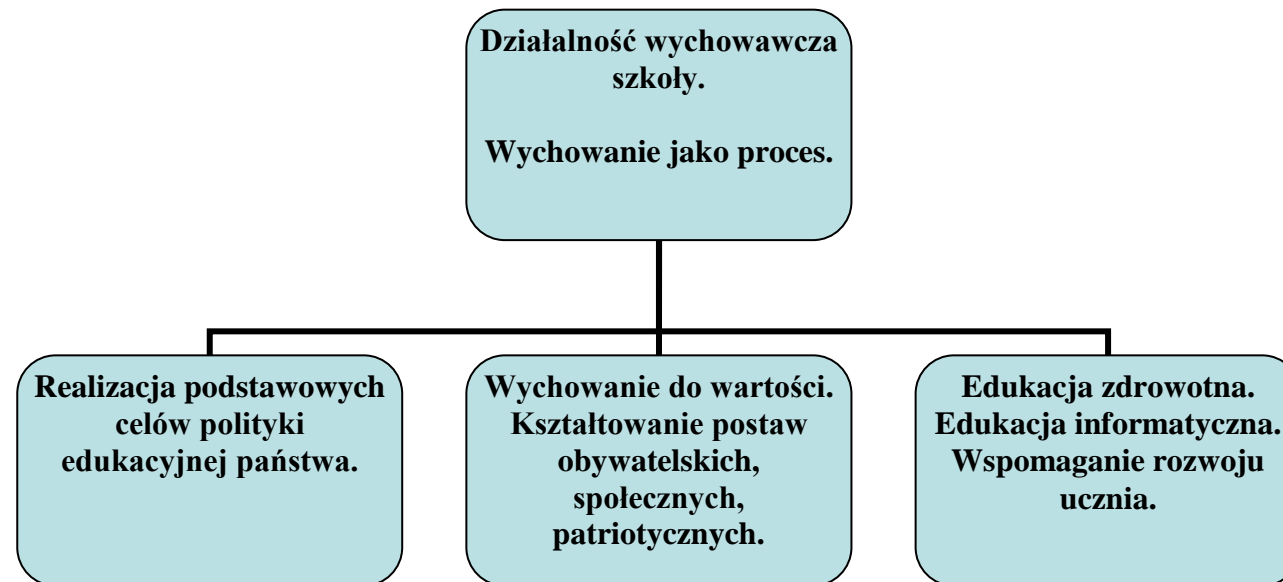 Działalność wychowawcza
szkoły.
Wychowanie jako proces.
Realizacja podstawowych
celów polityki
edukacyjnej państwa.
Wychowanie do wartości.
Kształtowanie postaw
obywatelskich,
społecznych,
patriotycznych.
Edukacja zdrowotna.
Edukacja informatyczna.
Wspomaganie rozwoju
ucznia.